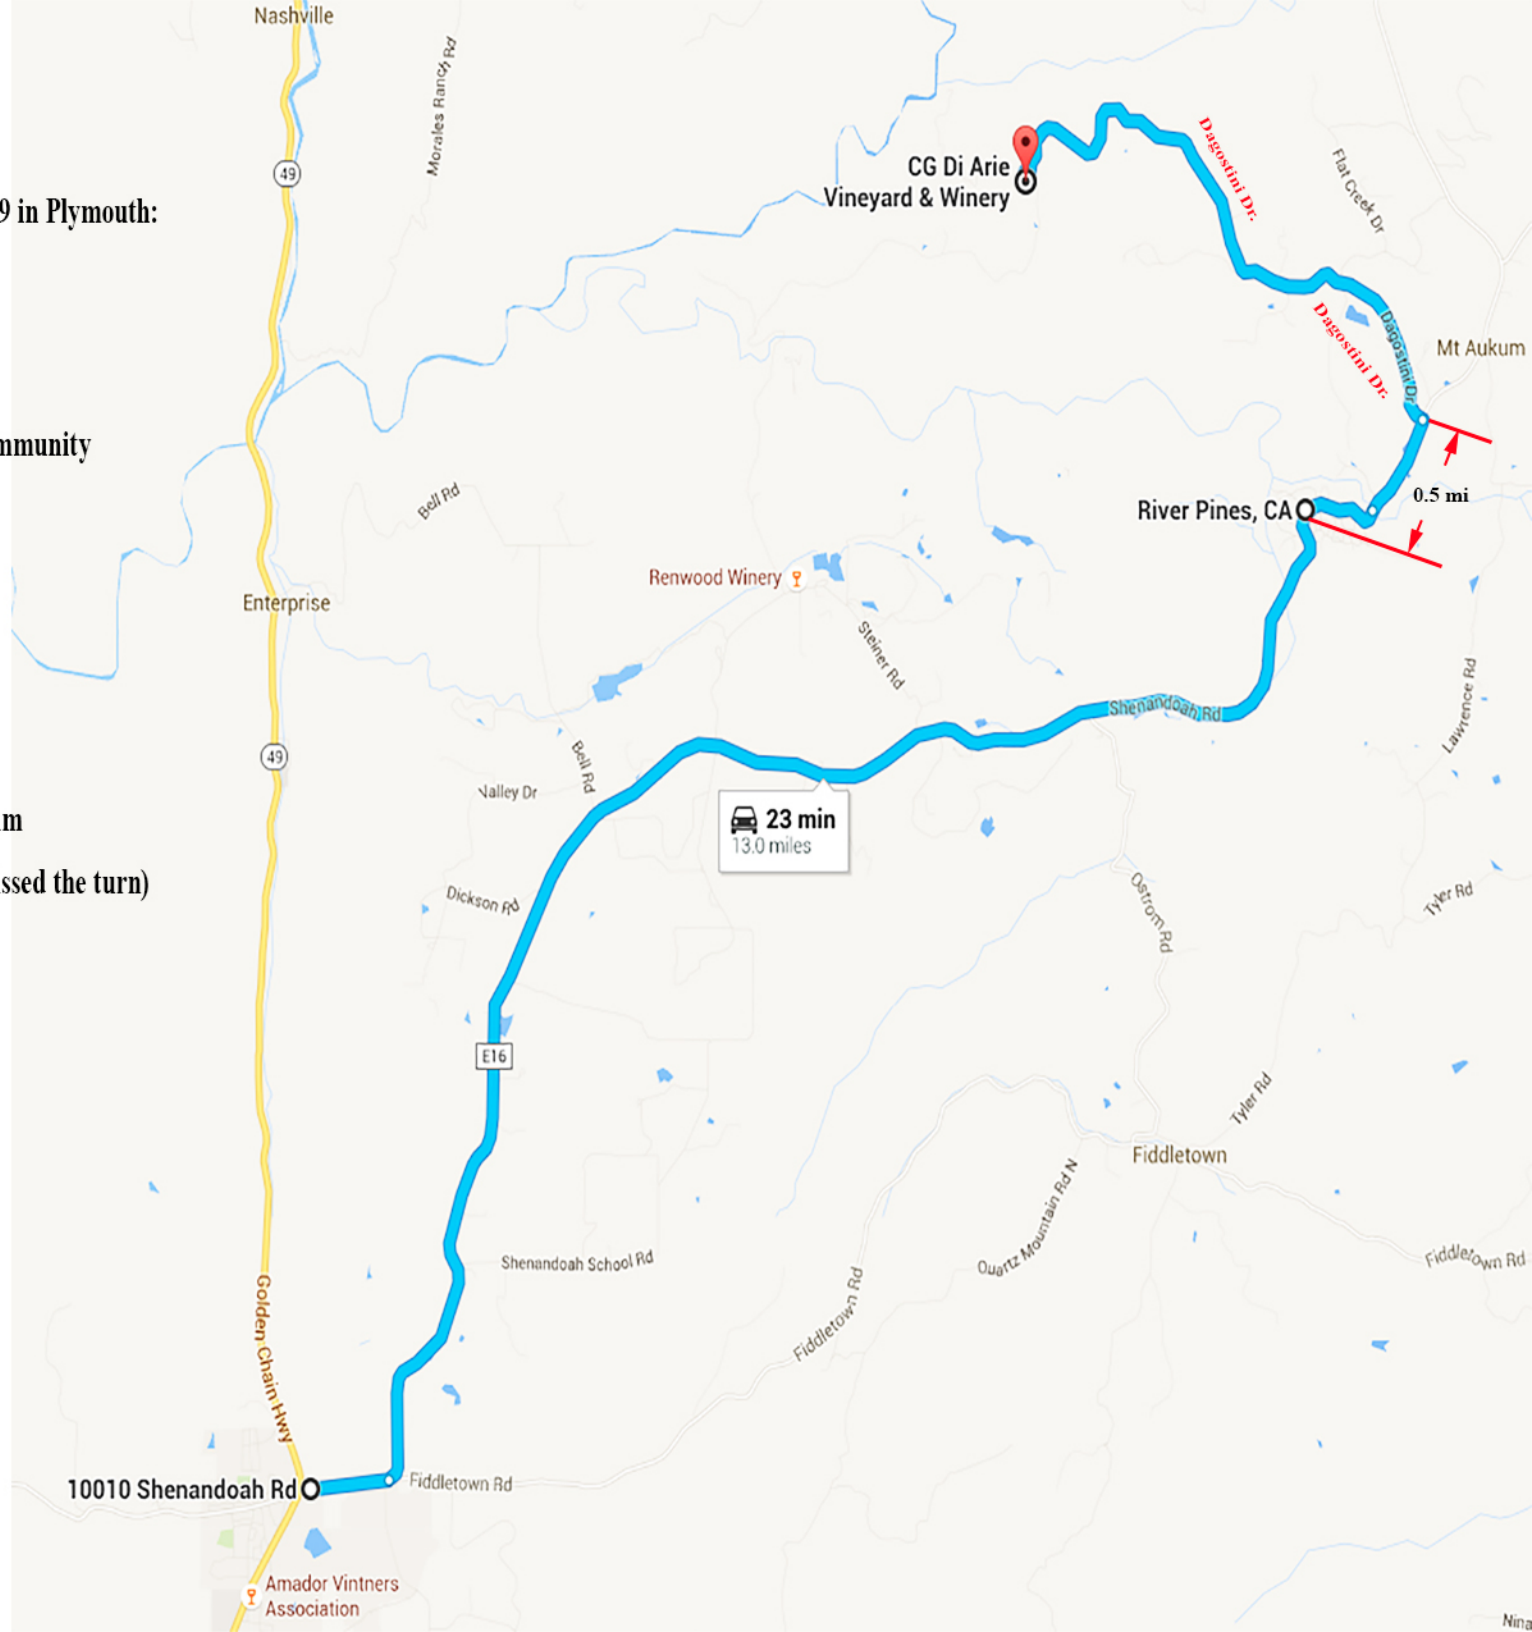 Nashville
Morales Ranch Rd
49
Dagostini Dr.
Flat Creek Dr
CG Di Arie
Vineyard & Winery
9 in Plymouth:
Dagostini Dr.
Dagostini Dr
Mt Aukum
mmunity
Bell Rd
0.5 mi
River Pines, CA
Renwood Winery
Enterprise
Steiner Rd
Lawrence Rd
Shenandoah Rd
49
Bell Rd
Valley Dr
23 min
13.0 miles
m
ssed the turn)
Dickson Rd
Ostrom Rd
Tyler Rd
E16
Tyler Rd
Fiddletown
Quartz Mountain Rd N
Shenandoah School Rd
Fiddletown Rd
Fiddletown Rd
Golden Chain Hwy
10010 Shenandoah Rd
Fiddletown Rd
Amador Vintners
Association
Nina